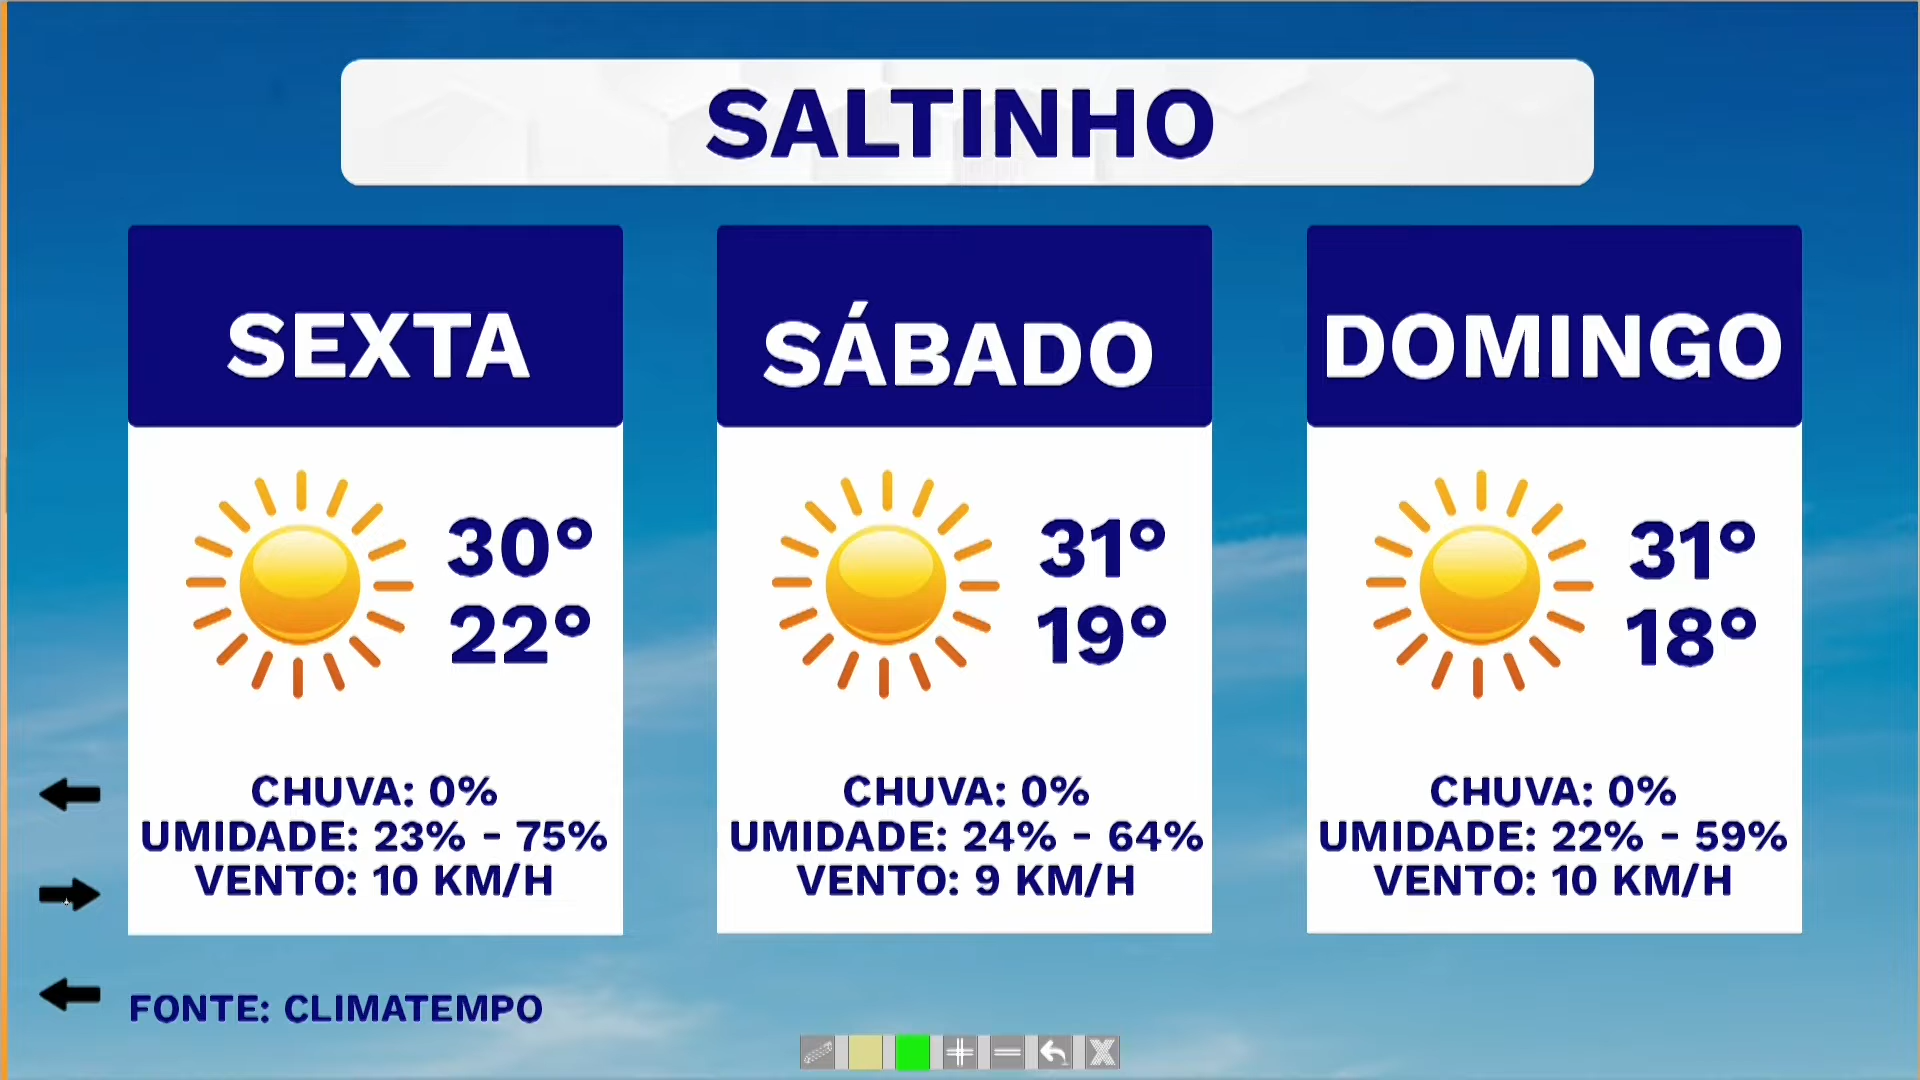 SALTINHO
SEXTA
30°
22°
CHUVA: 0%
UMIDADE: 23% - 75%
VENTO: 10 KM/H
SÁBADO
31°
19°
CHUVA: 0%
UMIDADE: 24% - 64%
VENTO: 9 KM/H
DOMINGO
31°
18°
CHUVA: 0%
UMIDADE: 22% - 59%
VENTO: 10 KM/H
FONTE: CLIMATEMPO